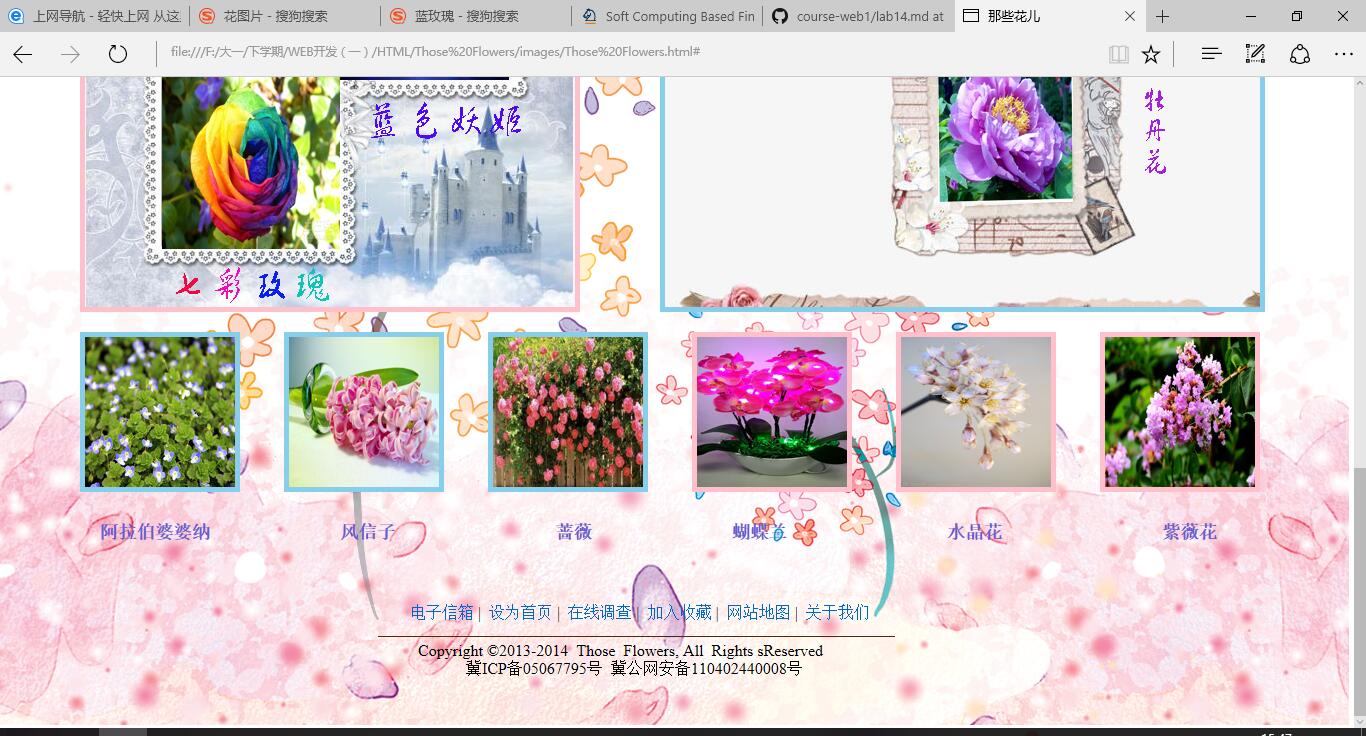 上网导航 - 轻快上网 从这
花图片 - 搜狗搜索
蓝玫瑰 - 搜狗搜索
Soft Computing Based Fin
course-web1/lab14.md at
那些花儿
file:///F:/大一/下学期/WEB开发 (一) /HTML/Those%20Flowers/images/Those%20Flowers.html#
蓝色妖姬
牡丹花
七彩玫瑰
阿拉伯婆婆纳
风信子
蔷薇
蝴蝶兰
水晶花
紫薇花
电子信箱 | 设为首页 | 在线调查 | 加入收藏 | 网站地图 | 关于我们
Copyright ©2013-2014 Those Flowers, All Rights sReserved
冀ICP备05067795号 冀公网安备110402440008号